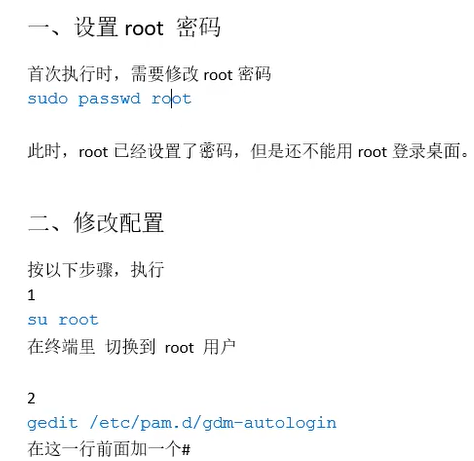 一、设置 root 密码
首次执行时，需要修改 root 密码
sudo passwd root
此时，root 已经设置了密码，但是还不能用 root 登录桌面。
二、修改配置
按以下步骤，执行
1
su root
在终端里 切换到 root 用户
2
gedit /etc/pam.d/gdm-autologin
在这一行前面加一个#